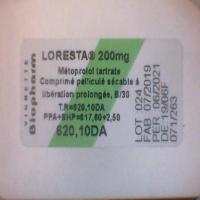 VIGNETTE
Biopharm
LORESTA® 200mg
Métoprolol tartrate
Comprimé pelliculé sécable à
libération prolongée, B/30
T.R=620,10DA
PPA+SHP=617,60+2,50
620,10DA
LOT 024
FAB 07/2019
PER 06/2021
DE 19/06F
071/263